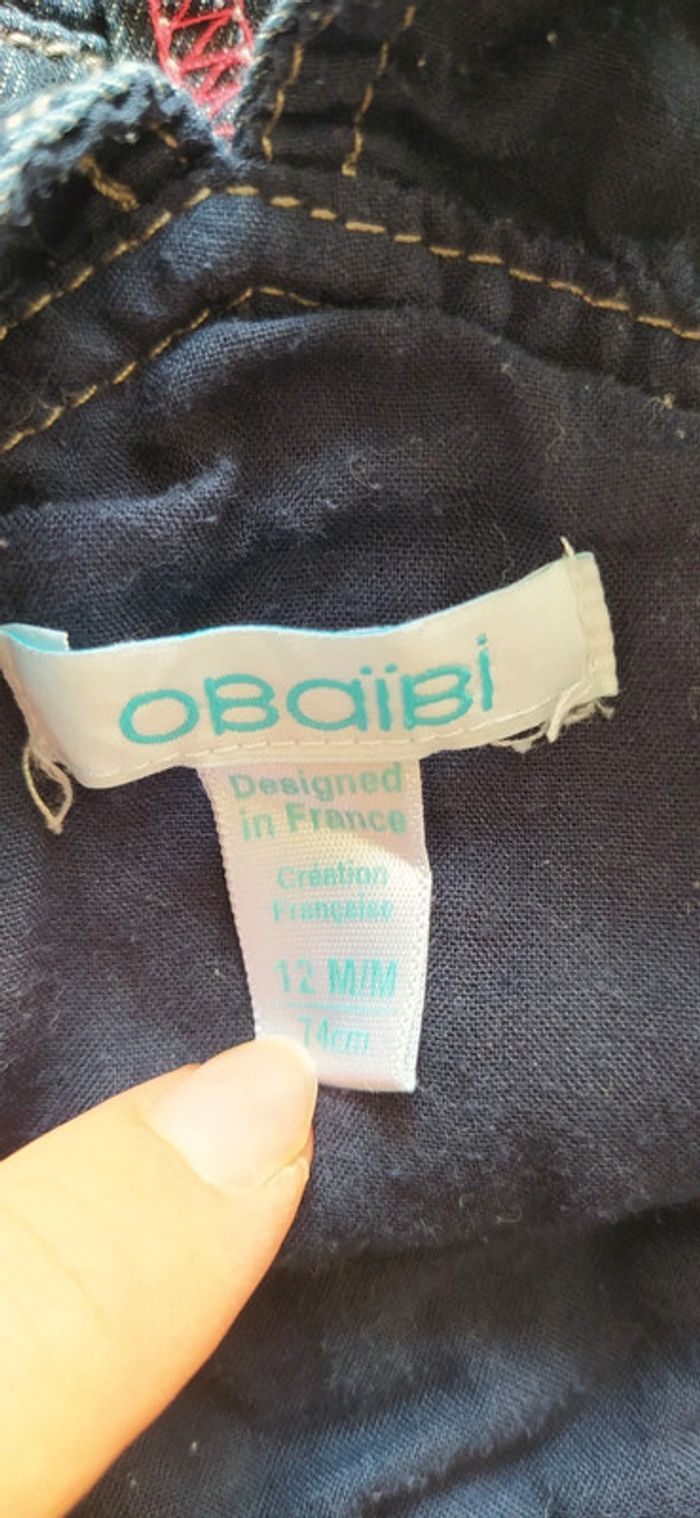 OBaïBi
Designed
in France
Création
Française
12 M/M
74cm